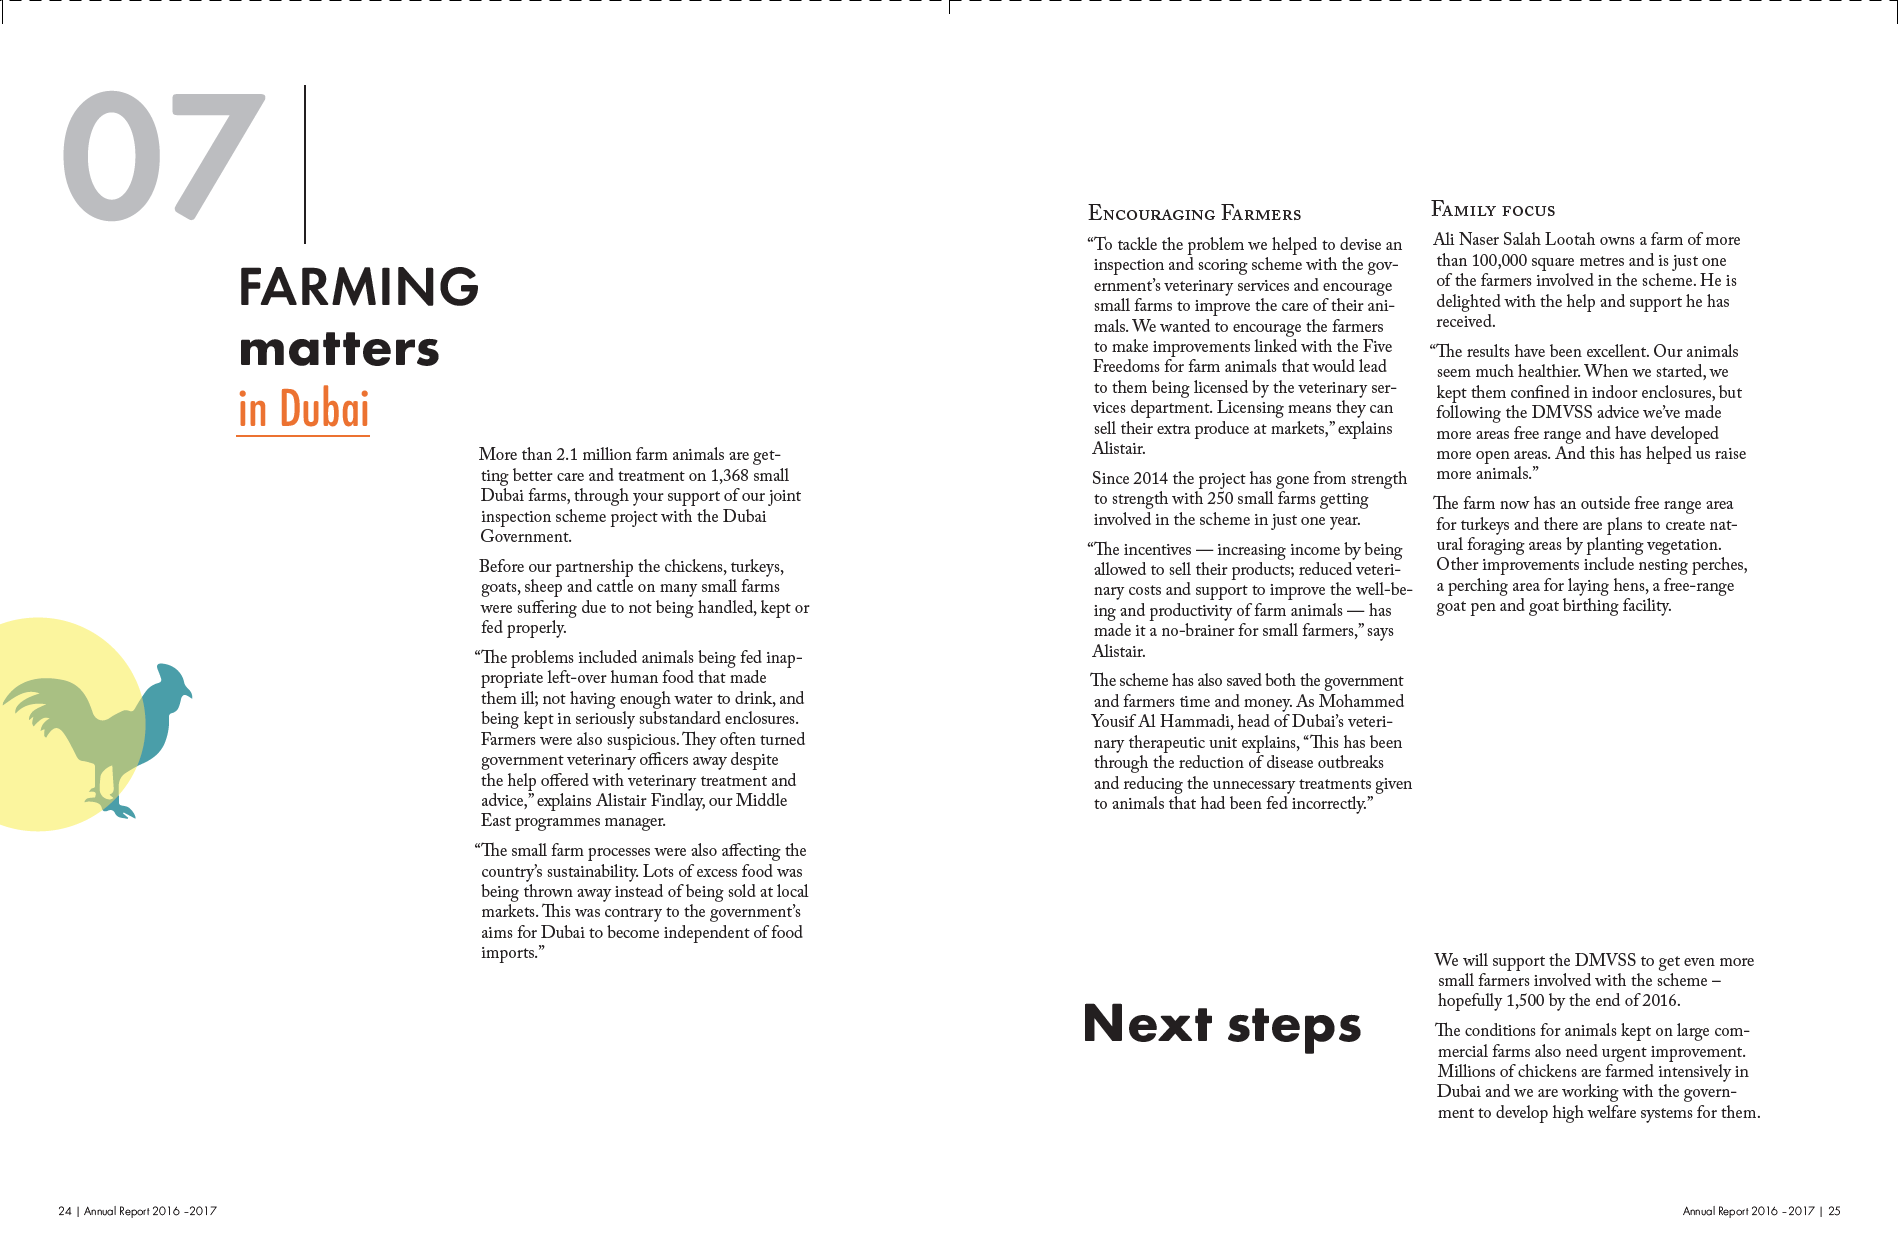 07
FARMING
matters
in Dubai
More than 2.1 million farm animals are get-
ting better care and treatment on 1,368 small
Dubai farms, through your support of our joint
inspection scheme project with the Dubai
Government.
Before our partnership the chickens, turkeys,
goats, sheep and cattle on many small farms
were suffering due to not being handled, kept or
fed properly.
“The problems included animals being fed inap-
propriate left-over human food that made
them ill; not having enough water to drink, and
being kept in seriously substandard enclosures.
Farmers were also suspicious. They often turned
government veterinary officers away despite
the help offered with veterinary treatment and
advice,” explains Alistair Findlay, our Middle
East programmes manager.
“The small farm processes were also affecting the
country’s sustainability. Lots of excess food was
being thrown away instead of being sold at local
markets. This was contrary to the government’s
aims for Dubai to become independent of food
imports.”
24 | Annual Report 2016 –2017
Encouraging Farmers
“To tackle the problem we helped to devise an
inspection and scoring scheme with the gov-
ernment’s veterinary services and encourage
small farms to improve the care of their ani-
mals. We wanted to encourage the farmers
to make improvements linked with the Five
Freedoms for farm animals that would lead
to them being licensed by the veterinary ser-
vices department. Licensing means they can
sell their extra produce at markets,” explains
Alistair.
Since 2014 the project has gone from strength
to strength with 250 small farms getting
involved in the scheme in just one year.
“The incentives — increasing income by being
allowed to sell their products; reduced veteri-
nary costs and support to improve the well-be-
ing and productivity of farm animals — has
made it a no-brainer for small farmers,” says
Alistair.
The scheme has also saved both the government
and farmers time and money. As Mohammed
Yousif Al Hammadi, head of Dubai’s veteri-
nary therapeutic unit explains, “This has been
through the reduction of disease outbreaks
and reducing the unnecessary treatments given
to animals that had been fed incorrectly.”
Family focus
Ali Naser Salah Lootah owns a farm of more
than 100,000 square metres and is just one
of the farmers involved in the scheme. He is
delighted with the help and support he has
received.
“The results have been excellent. Our animals
seem much healthier. When we started, we
kept them confined in indoor enclosures, but
following the DMVSS advice we’ve made
more areas free range and have developed
more open areas. And this has helped us raise
more animals.”
The farm now has an outside free range area
for turkeys and there are plans to create nat-
ural foraging areas by planting vegetation.
Other improvements include nesting perches,
a perching area for laying hens, a free-range
goat pen and goat birthing facility.
Next steps
We will support the DMVSS to get even more
small farmers involved with the scheme –
hopefully 1,500 by the end of 2016.
The conditions for animals kept on large com-
mercial farms also need urgent improvement.
Millions of chickens are farmed intensively in
Dubai and we are working with the govern-
ment to develop high welfare systems for them.
Annual Report 2016 –2017 | 25